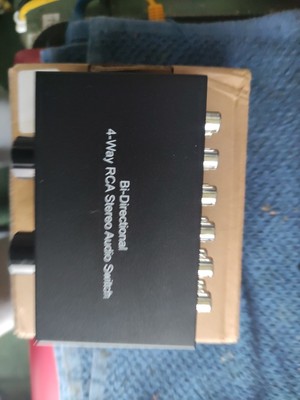 Bi-Directional
4-Way RCA Stereo Audio Switch